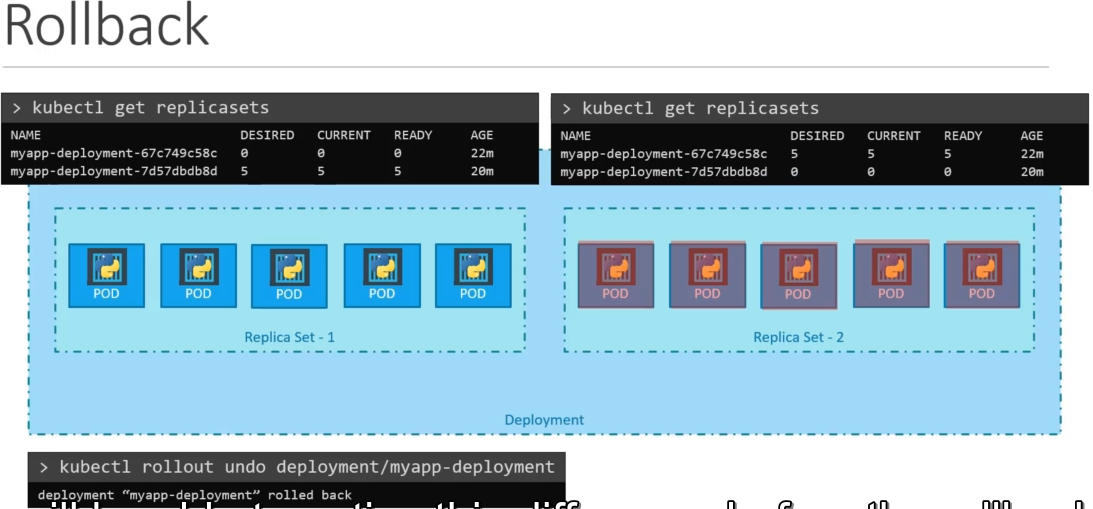 Rollback
> kubectl get replicasets
NAME DESIRED CURRENT READY AGE
myapp-deployment-67c749c58c 0 0 0 22m
myapp-deployment-7d57dbdb8d 5 5 5 20m
> kubectl get replicasets
NAME DESIRED CURRENT READY AGE
myapp-deployment-67c749c58c 5 5 5 22m
myapp-deployment-7d57dbdb8d 0 0 0 20m
POD POD POD POD POD
Replica Set - 1
POD POD POD POD POD
Replica Set - 2
Deployment
> kubectl rollout undo deployment/myapp-deployment
deployment “myapp-deployment” rolled back